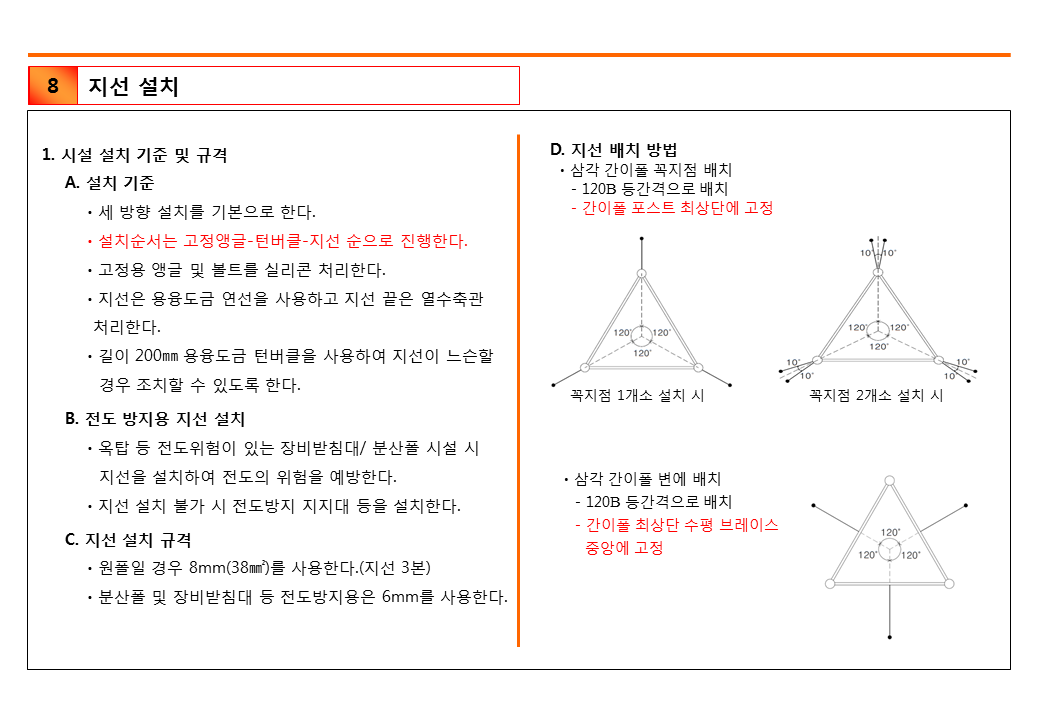 8 지선 설치
1. 시설 설치 기준 및 규격
A. 설치 기준
• 세 방향 설치를 기본으로 한다.
• 설치순서는 고정앵글-턴버클-지선 순으로 진행한다.
• 고정용 앵글 및 볼트를 실리콘 처리한다.
• 지선은 용융도금 연선을 사용하고 지선 끝은 열수축관
처리한다.
• 길이 200㎜ 용융도금 턴버클을 사용하여 지선이 느슨할
경우 조치할 수 있도록 한다.
B. 전도 방지용 지선 설치
• 옥탑 등 전도위험이 있는 장비받침대/ 분산폴 시설 시
지선을 설치하여 전도의 위험을 예방한다.
• 지선 설치 불가 시 전도방지 지지대 등을 설치한다.
C. 지선 설치 규격
• 원폴일 경우 8mm(38㎟)를 사용한다.(지선 3본)
• 분산폴 및 장비받침대 등 전도방지용은 6mm를 사용한다.
D. 지선 배치 방법
• 삼각 간이폴 꼭지점 배치
- 120B 등간격으로 배치
- 간이폴 포스트 최상단에 고정
120° 120°
120°
꼭지점 1개소 설치 시
10° 10°
120° 120°
120°
10° 10°
10° 10°
꼭지점 2개소 설치 시
• 삼각 간이폴 변에 배치
- 120B 등간격으로 배치
- 간이폴 최상단 수평 브레이스
중앙에 고정
120°
120° 120°